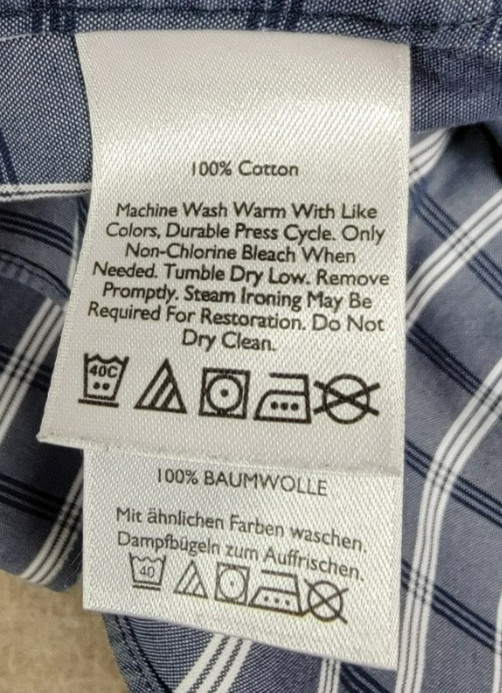 100% Cotton
Machine Wash Warm With Like
Colors, Durable Press Cycle. Only
Non-Chlorine Bleach When
Needed. Tumble Dry Low. Remove
Promptly. Steam Ironing May Be
Required For Restoration. Do Not
Dry Clean.
40C
100% BAUMWOLLE
Mit ähnlichen Farben waschen.
Dampfbügeln zum Auffrischen.
40